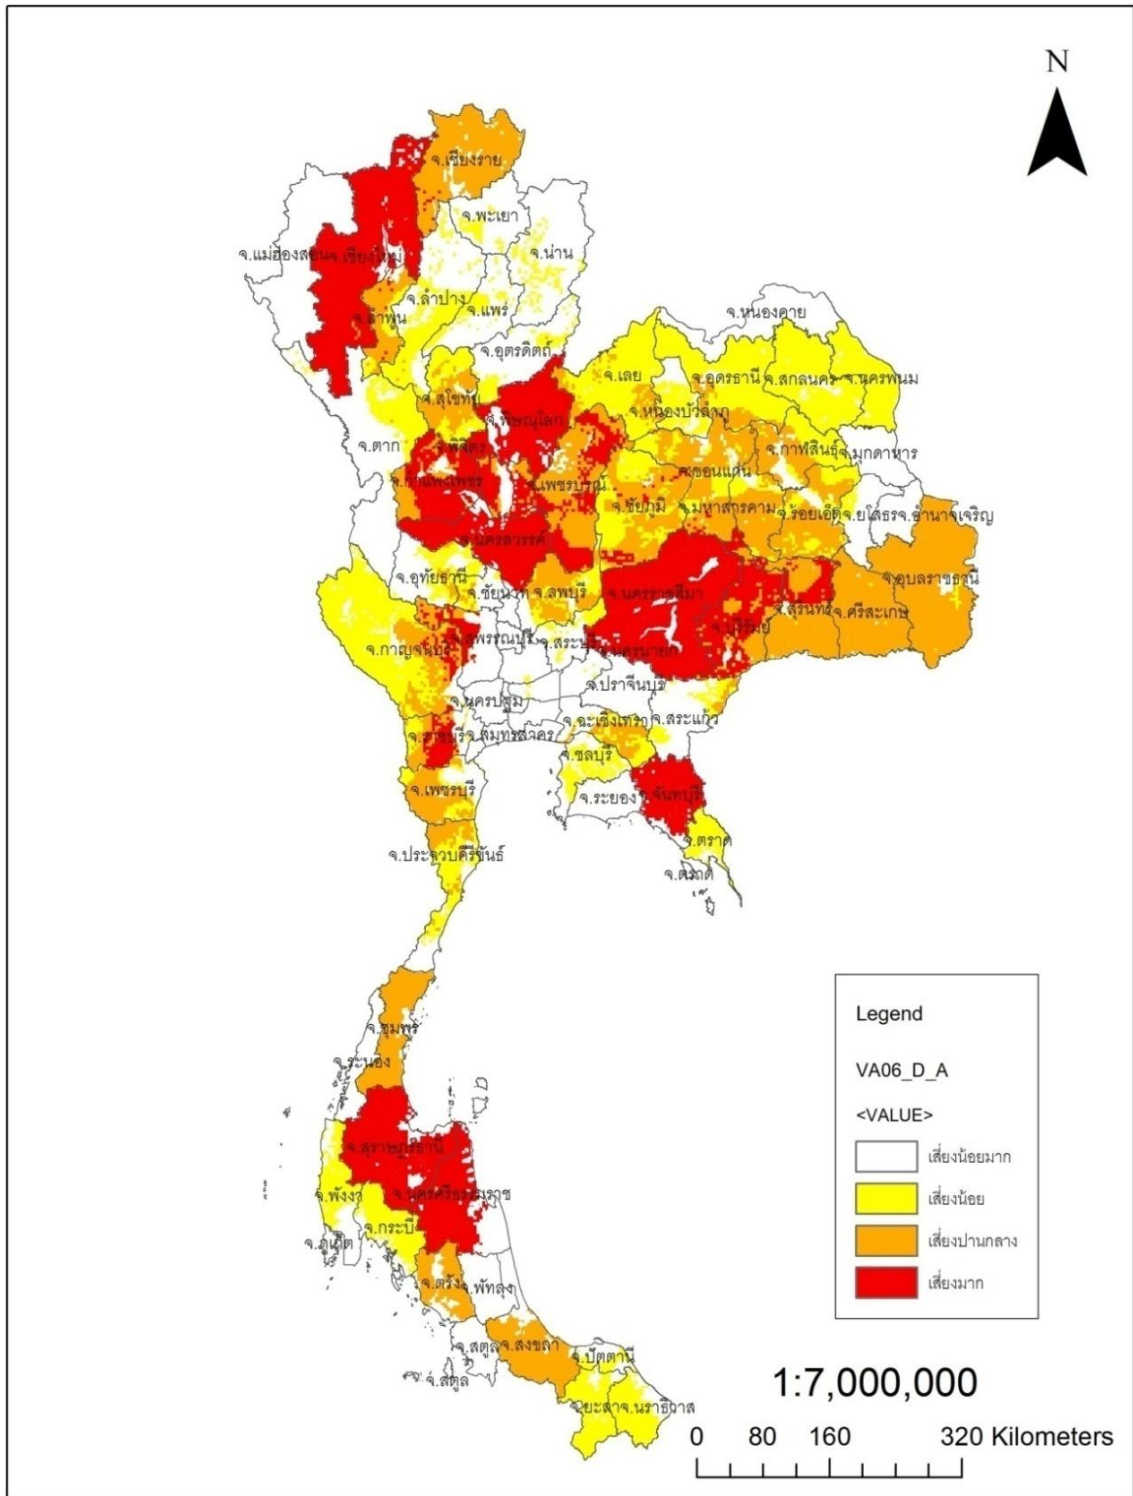 N
จ.เชียงราย
จ.พะเยา
จ.น่าน
จ.แม่ฮ่องสอน
จ.เชียงใหม่
จ.ลำปาง
จ.แพร่
จ.ลำพูน
จ.หนองคาย
จ.อุตรดิตถ์
จ.เลย
จ.อุดรธานี
จ.สกลนคร
จ.นครพนม
จ.สุโขทัย
จ.หนองบัวลำภู
จ.พิษณุโลก
จ.ตาก
จ.พิจิตร
จ.กาฬสินธุ์
จ.มุกดาหาร
จ.กำแพงเพชร
จ.เพชรบูรณ์
จ.ขอนแก่น
จ.ชัยภูมิ
จ.มหาสารคาม
จ.ร้อยเอ็ด
จ.ยโสธร
จ.อำนาจเจริญ
จ.นครสวรรค์
จ.อุทัยธานี
จ.ชัยนาท
จ.ลพบุรี
จ.นครราชสีมา
จ.อุบลราชธานี
จ.สุรินทร์
จ.ศรีสะเกษ
จ.บุรีรัมย์
จ.สุพรรณบุรี
จ.สระบุรี
จ.นครนายก
จ.กาญจนบุรี
จ.ปราจีนบุรี
จ.นครปฐม
จ.ฉะเชิงเทรา
จ.สระแก้ว
จ.ราชบุรี
จ.สมุทรสาคร
จ.ชลบุรี
จ.เพชรบุรี
จ.ระยอง
จ.จันทบุรี
จ.ตราด
จ.ประจวบคีรีขันธ์
จ.ตราด
จ.ชุมพร
จ.ระนอง
จ.สุราษฎร์ธานี
จ.พังงา
จ.นครศรีธรรมราช
จ.กระบี่
จ.ภูเก็ต
จ.ตรัง
จ.พัทลุง
จ.สตูล
จ.สงขลา
จ.ปัตตานี
จ.สตูล
จ.ยะลา
จ.นราธิวาส
Legend
VA06_D_A
<VALUE>
เสี่ยงน้อยมาก
เสี่ยงน้อย
เสี่ยงปานกลาง
เสี่ยงมาก
1:7,000,000
0 80 160 320 Kilometers